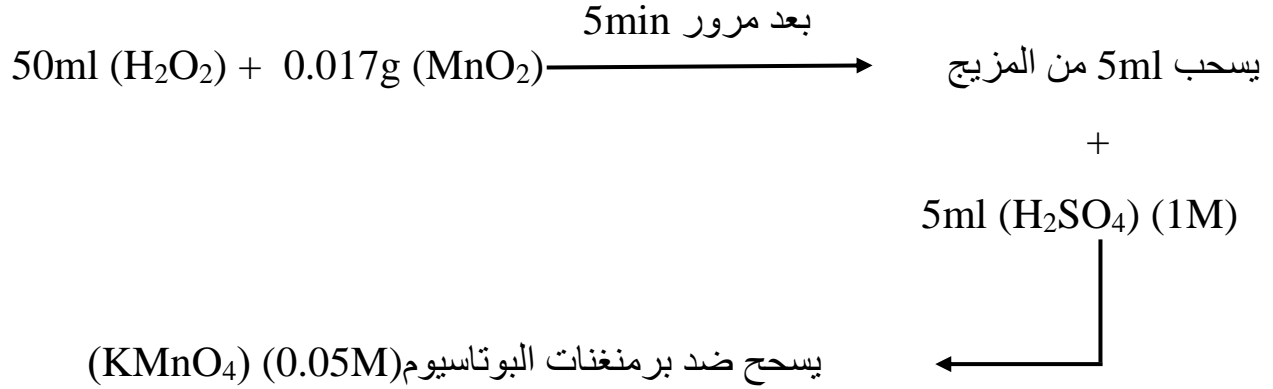 بعد مرور 5min
50ml (H₂O₂) + 0.017g (MnO₂)
يسحب 5ml من المزيج
+
5ml (H₂SO₄) (1M)
يسحح ضد برمنغنات البوتاسيوم(0.05M) (KMnO₄)